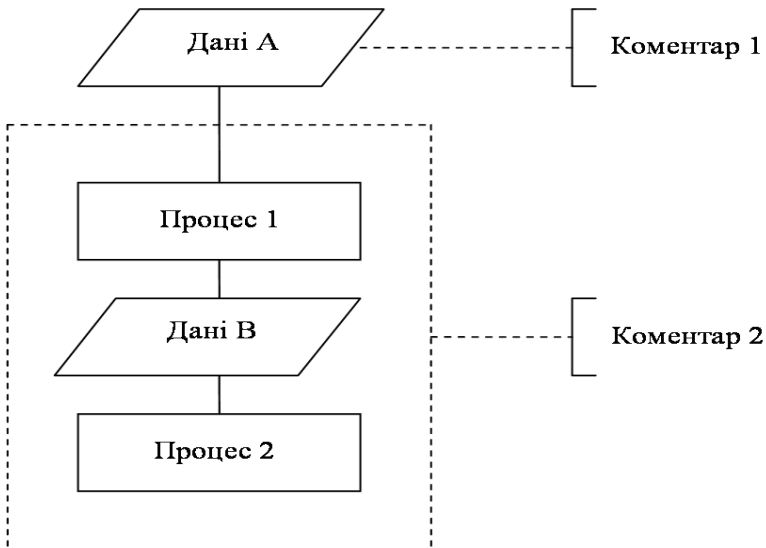 Дані А
Коментар 1
Процес 1
Дані В
Коментар 2
Процес 2